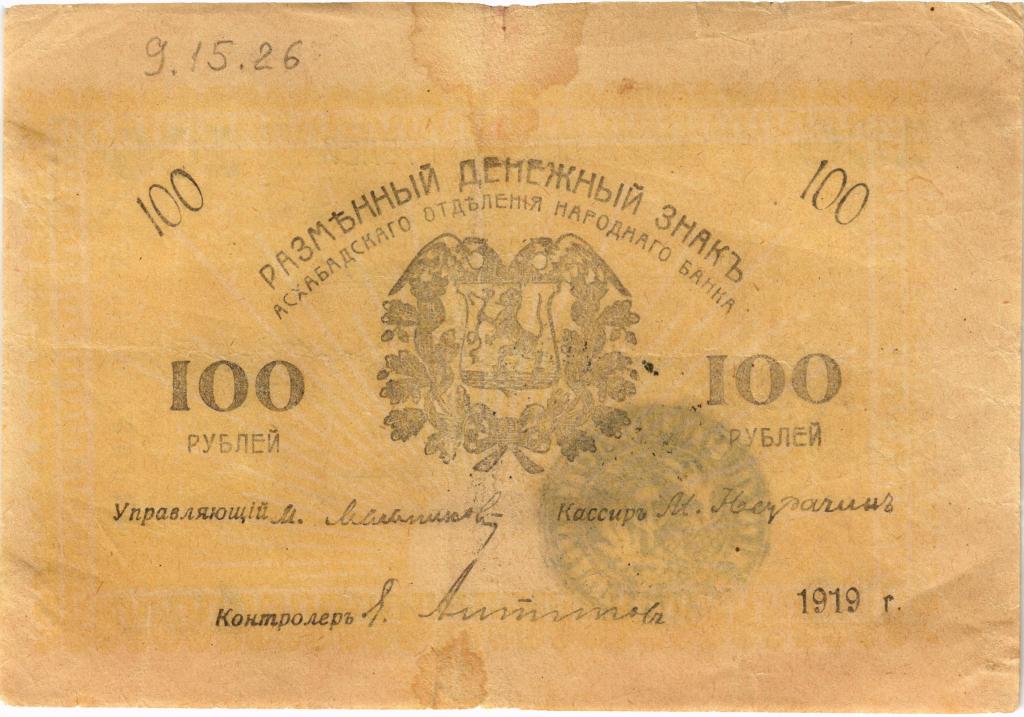 9.15.26
100 100
РАЗМѢННЫЙ ДЕНЕЖНЫЙ ЗНАКЪ
АСХАБАДСКАГО ОТДѢЛЕНІЯ НАРОДНАГО БАНКА
100 100
РУБЛЕЙ РУБЛЕЙ
Управляющій М. Кассиръ М.
Контролеръ
1919 г.